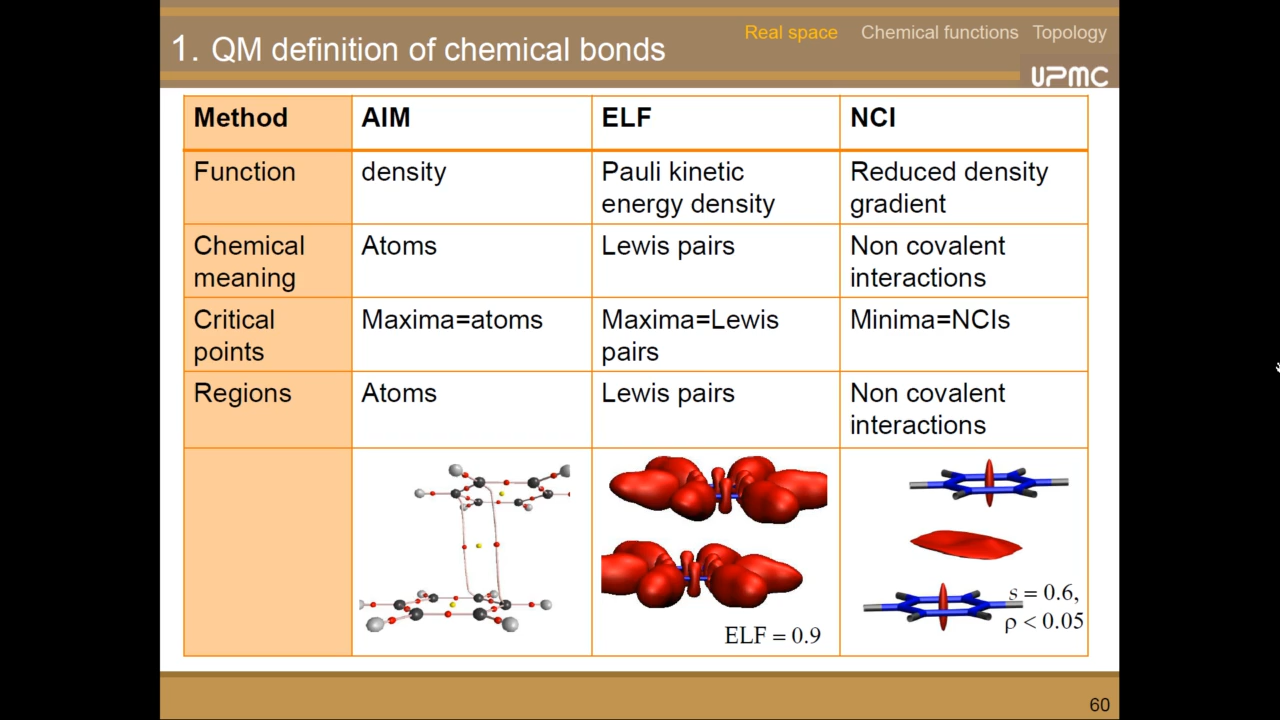 1. QM definition of chemical bonds
Real space Chemical functions Topology
UPMC
Method AIM ELF NCI
Function density Pauli kinetic energy density Reduced density gradient
Chemical meaning Atoms Lewis pairs Non covalent interactions
Critical points Maxima=atoms Maxima=Lewis pairs Minima=NCIs
Regions Atoms Lewis pairs Non covalent interactions
ELF = 0.9
s = 0.6,
ρ < 0.05
60